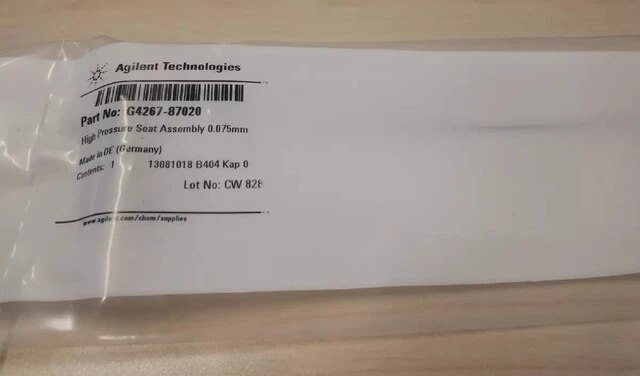 Agilent Technologies
Part No: G4267-87020
High Pressure Seat Assembly 0.075mm
Made in DE (Germany)
Contents: 1 13081018 B404 Kap 0
Lot No: CW 828
www.agilent.com/chem/supplies